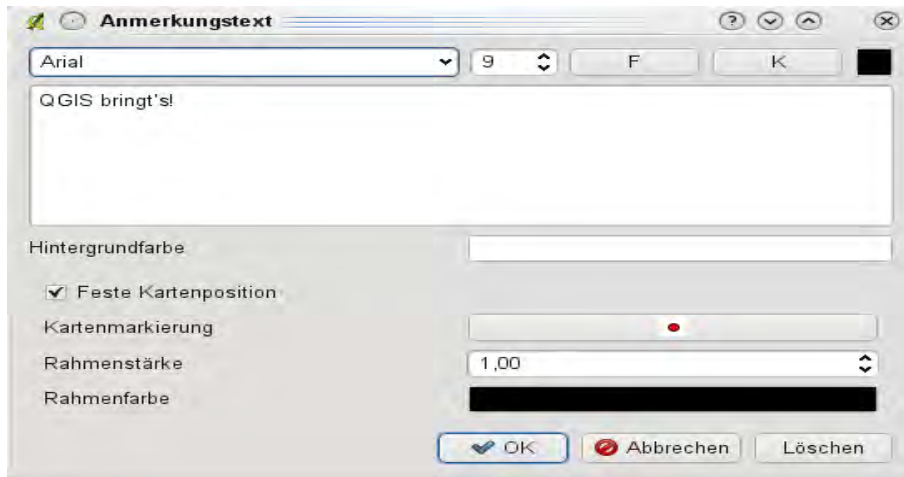 Anmerkungstext
Arial 9 F K
QGIS bringt's!
Hintergrundfarbe
Feste Kartenposition
Kartenmarkierung
Rahmenstärke 1,00
Rahmenfarbe
OK Abbrechen Löschen